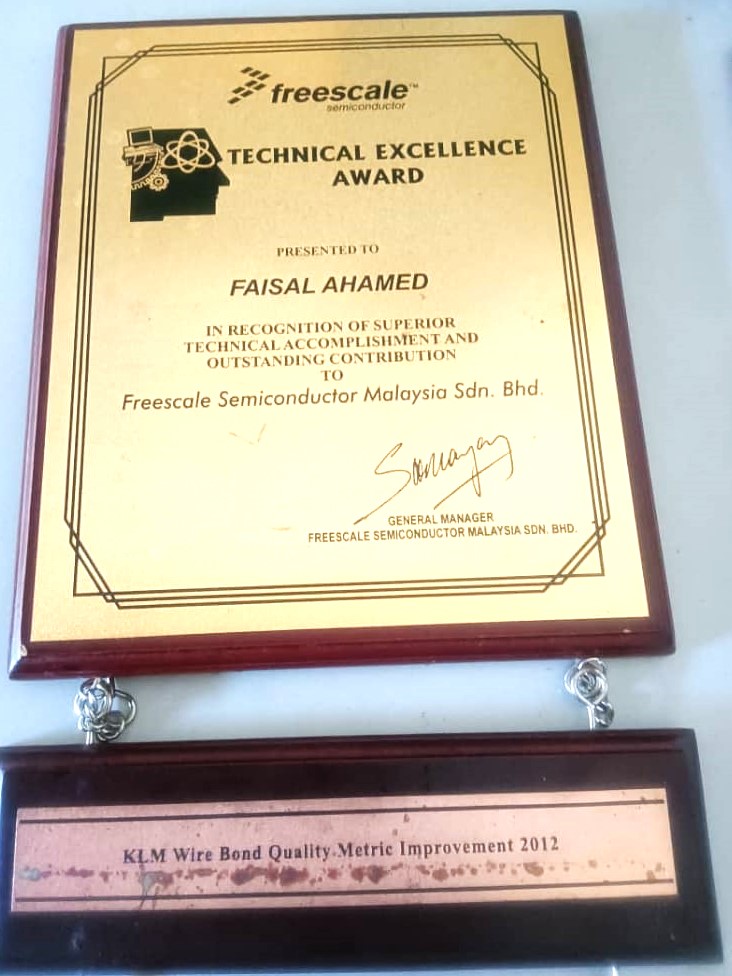 freescale™
semiconductor
TECHNICAL EXCELLENCE
AWARD
PRESENTED TO
FAISAL AHAMED
IN RECOGNITION OF SUPERIOR
TECHNICAL ACCOMPLISHMENT AND
OUTSTANDING CONTRIBUTION
TO
Freescale Semiconductor Malaysia Sdn. Bhd.
GENERAL MANAGER
FREESCALE SEMICONDUCTOR MALAYSIA SDN. BHD.
KLM Wire Bond Quality Metric Improvement 2012